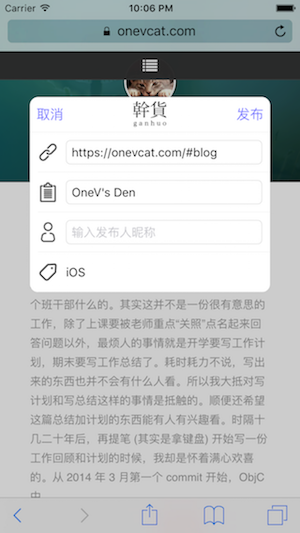 Carrier 10:06 PM
onevcat.com
取消 幹貨 发布
ganhuo
https://onevcat.com/#blog
OneV's Den
输入发布人昵称
iOS
个班干部什么的。其实这并不是一份很有意思的
工作，除了上课要被老师重点“关照”点名起来回
答问题以外，最烦人的事情就是开学要写工作计
划，期末要写工作总结了。耗时耗力不说，写出
来的东西也并不会有什么人看。所以我大抵对写
计划和写总结这样的事情是抵触的。顺便还希望
这篇总结加计划的东西能有人有兴趣看。时隔十
几二十年后，再提笔 (其实是拿键盘) 开始写一份
工作回顾和计划的时候，我却是怀着满心欢喜
的。从 2014 年 3 月第一个 commit 开始，ObjC
中